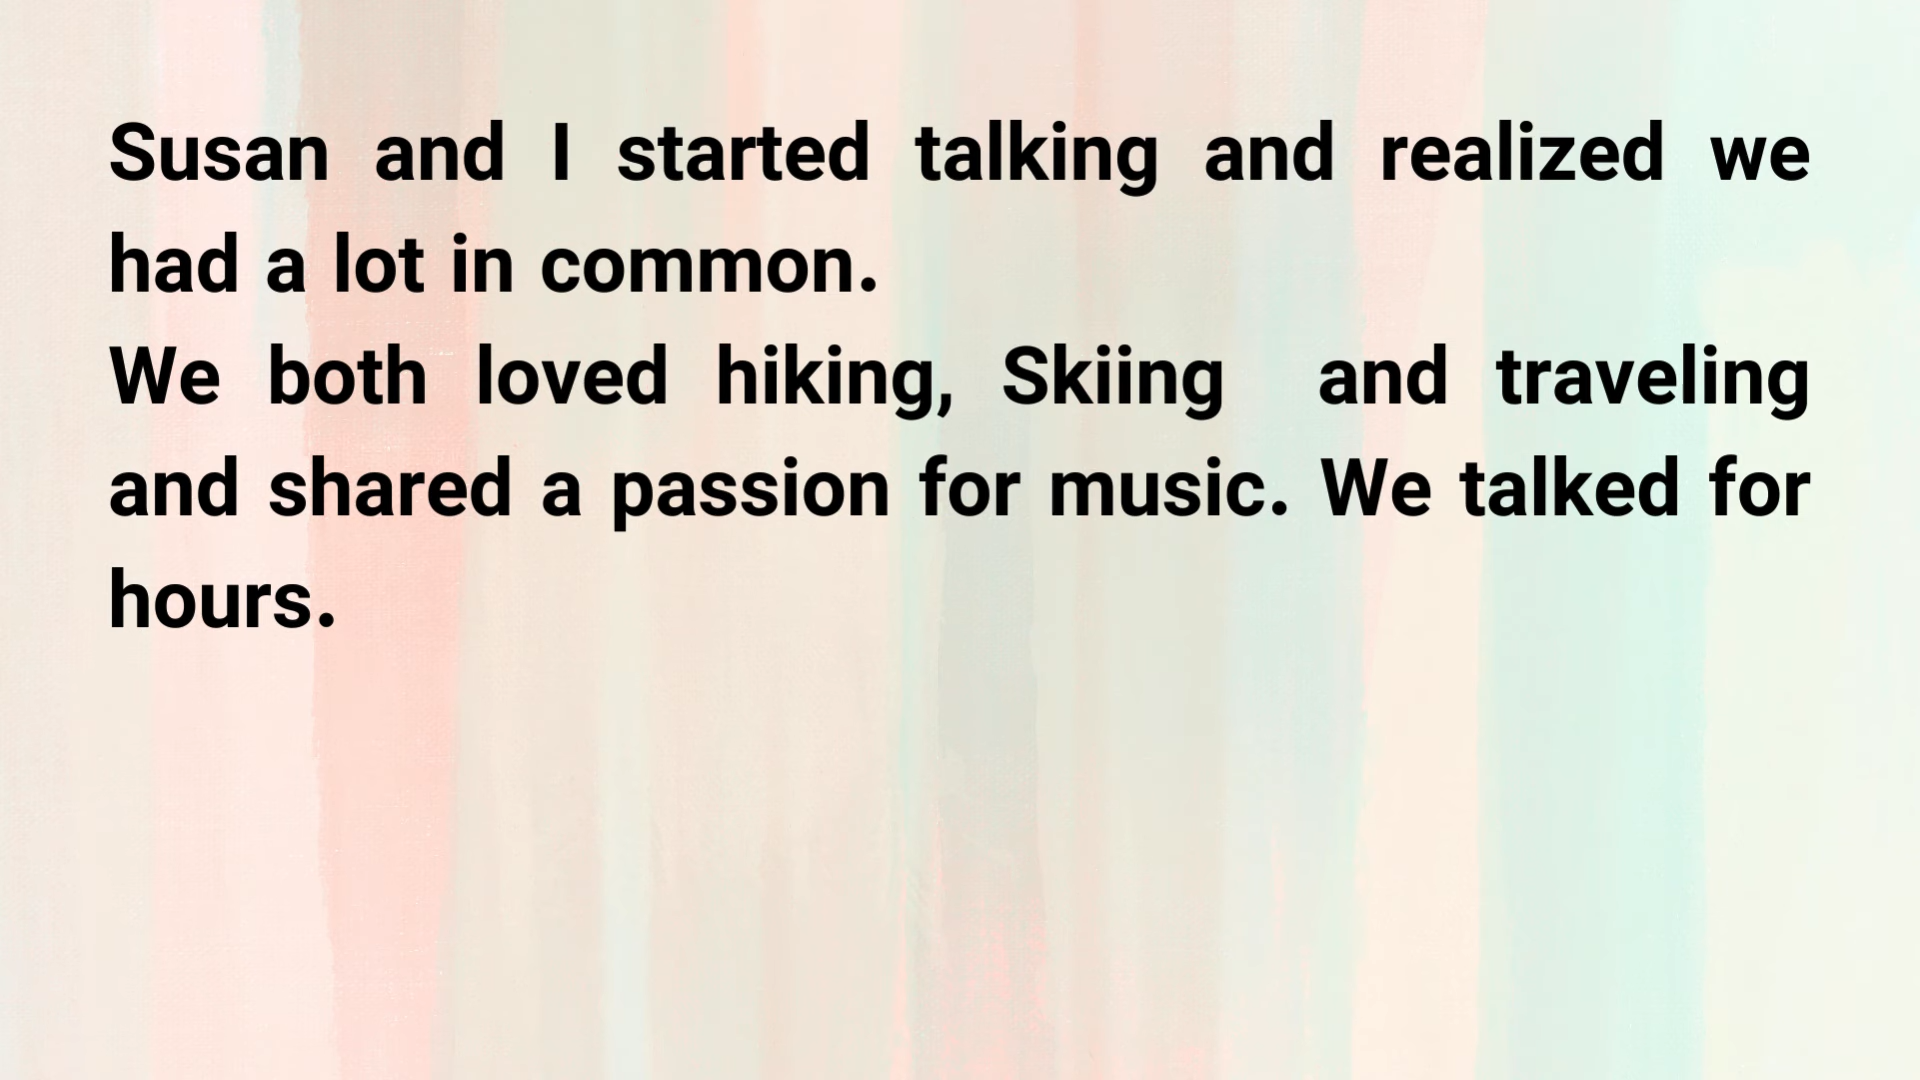 Susan and I started talking and realized we
had a lot in common.
We both loved hiking, Skiing  and traveling
and shared a passion for music. We talked for
hours.